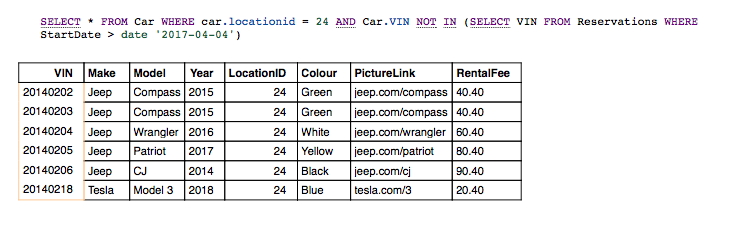 SELECT * FROM Car WHERE car.locationid = 24 AND Car.VIN NOT IN (SELECT VIN FROM Reservations WHERE
StartDate > date '2017-04-04')
VIN Make Model Year LocationID Colour PictureLink RentalFee
20140202 Jeep Compass 2015 24 Green jeep.com/compass 40.40
20140203 Jeep Compass 2015 24 Green jeep.com/compass 40.40
20140204 Jeep Wrangler 2016 24 White jeep.com/wrangler 60.40
20140205 Jeep Patriot 2017 24 Yellow jeep.com/patriot 80.40
20140206 Jeep CJ 2014 24 Black jeep.com/cj 90.40
20140218 Tesla Model 3 2018 24 Blue tesla.com/3 20.40